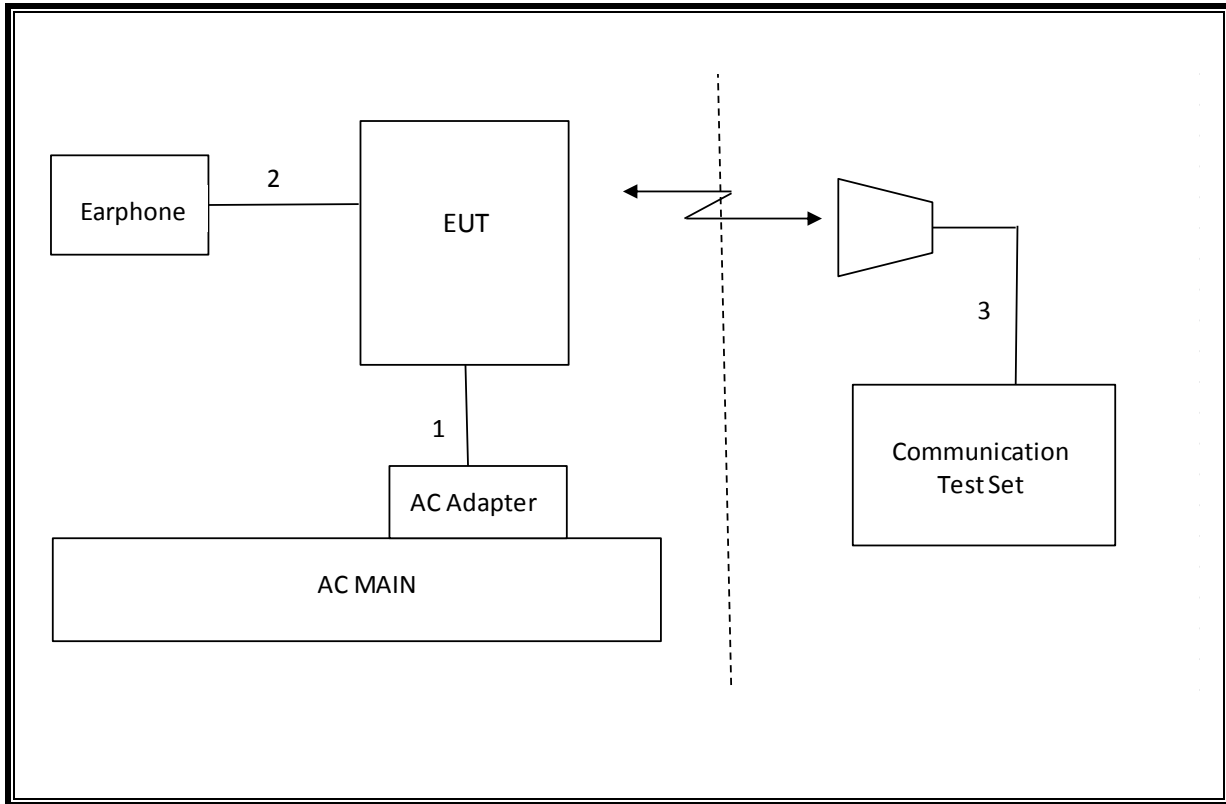 2
Earphone
EUT
3
1
Communication
Test Set
AC Adapter
AC MAIN